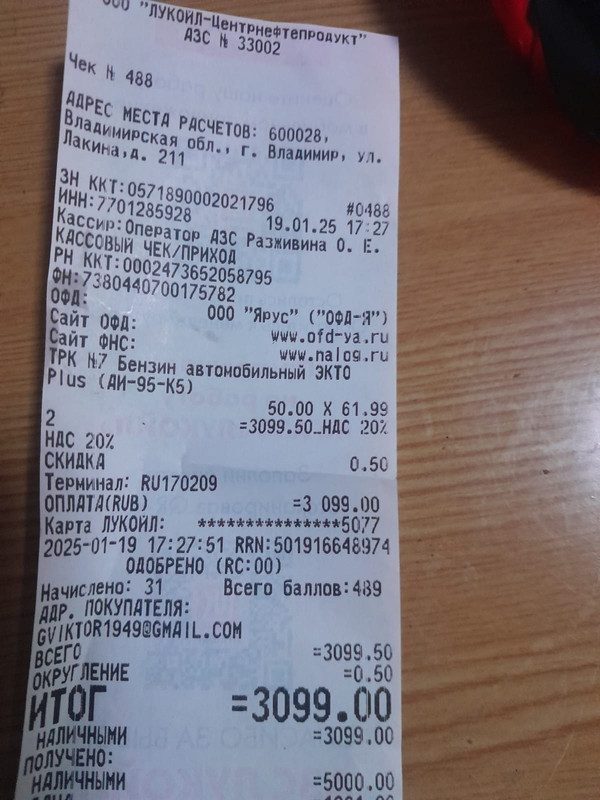 ООО "ЛУКОЙЛ-Центрнефтепродукт"
АЗС № 33002
Чек № 488
АДРЕС МЕСТА РАСЧЕТОВ: 600028,
Владимирская обл., г. Владимир, ул.
Лакина,д. 211
ЗН ККТ:0571890002021796 #0488
ИНН:7701285928 19.01.25 17:27
Кассир:Оператор АЗС Разживина О. Е.
КАССОВЫЙ ЧЕК/ПРИХОД
РН ККТ:0002473652058795
ФН:7380440700175782
ОФД: ООО "Ярус" ("ОФД-Я")
Сайт ОФД: www.ofd-ya.ru
Сайт ФНС: www.nalog.ru
ТРК №7 Бензин автомобильный ЭКТО
Plus (АИ-95-К5)
50.00 X 61.99
2 =3099.50_НДС 20%
НДС 20%
СКИДКА 0.50
Терминал: RU170209
ОПЛАТА(RUB) =3 099.00
Карта ЛУКОЙЛ: ***************5077
2025-01-19 17:27:51 RRN:501916648974
ОДОБРЕНО (RC:00)
Начислено: 31 Всего баллов:489
АДР. ПОКУПАТЕЛЯ:
GVIKTOR1949@GMAIL.COM
ВСЕГО =3099.50
ОКРУГЛЕНИЕ =0.50
ИТОГ =3099.00
НАЛИЧНЫМИ =3099.00
ПОЛУЧЕНО:
НАЛИЧНЫМИ =5000.00